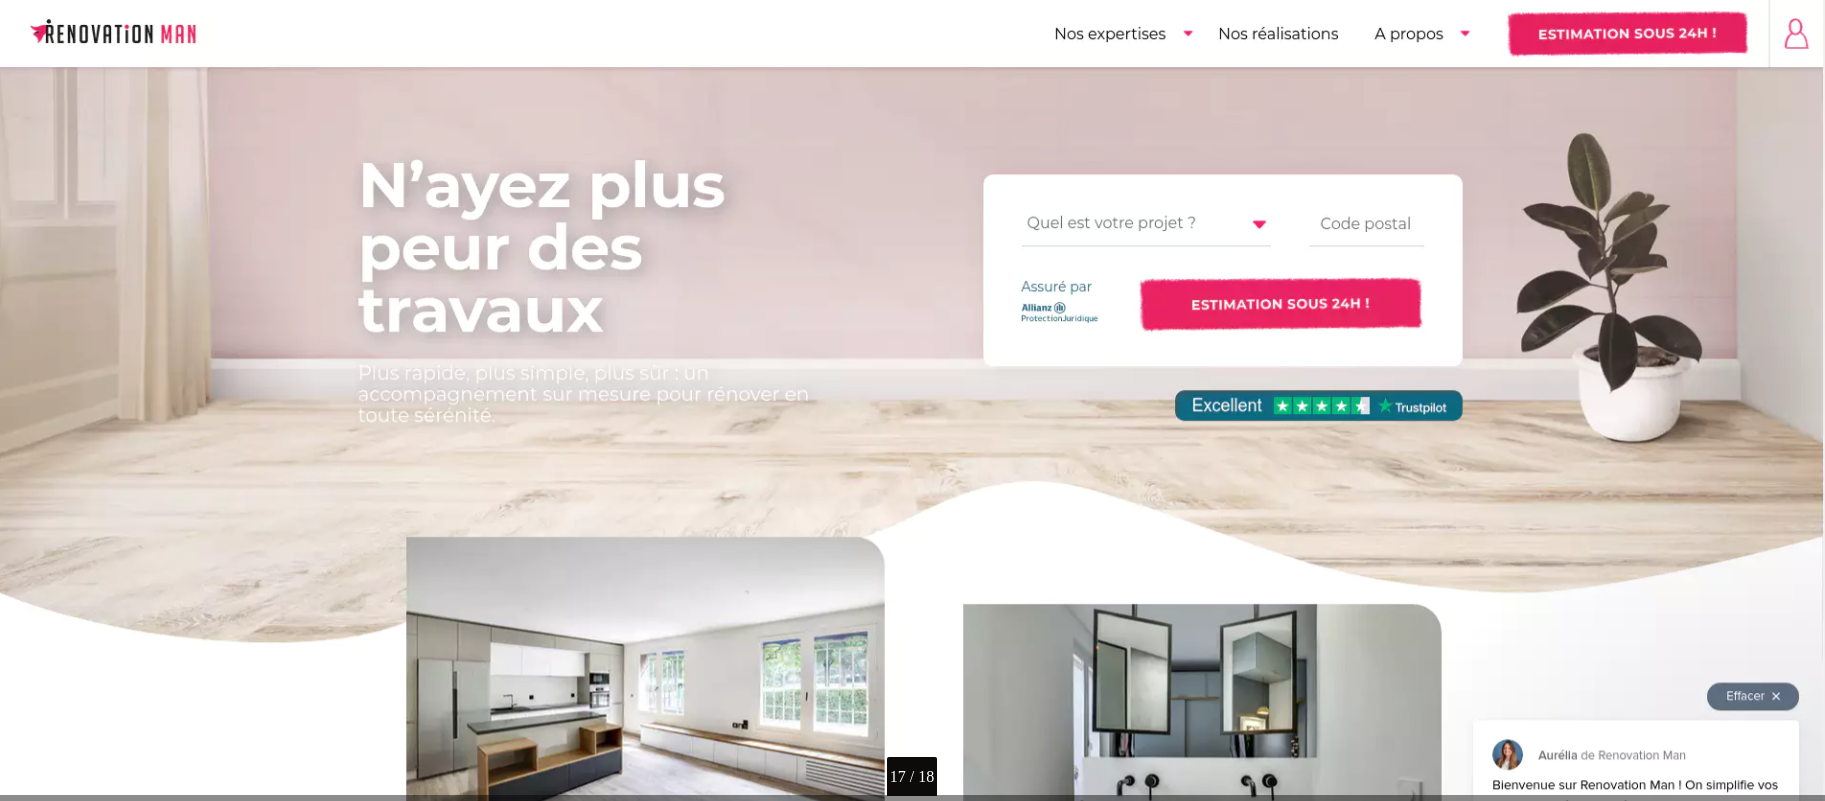 RENOVATION MAN
Nos expertises
Nos réalisations
A propos
ESTIMATION SOUS 24H !
N'ayez plus
peur des
travaux
Plus rapide, plus simple, plus sûr : un
accompagnement sur mesure pour rénover en
toute sérénité.
Quel est votre projet ?
Code postal
Assuré par
Allianz
ProtectionJuridique
ESTIMATION SOUS 24H !
Excellent
Trustpilot
17 / 18
Effacer ×
Aurélia de Renovation Man
Bienvenue sur Renovation Man ! On simplifie vos